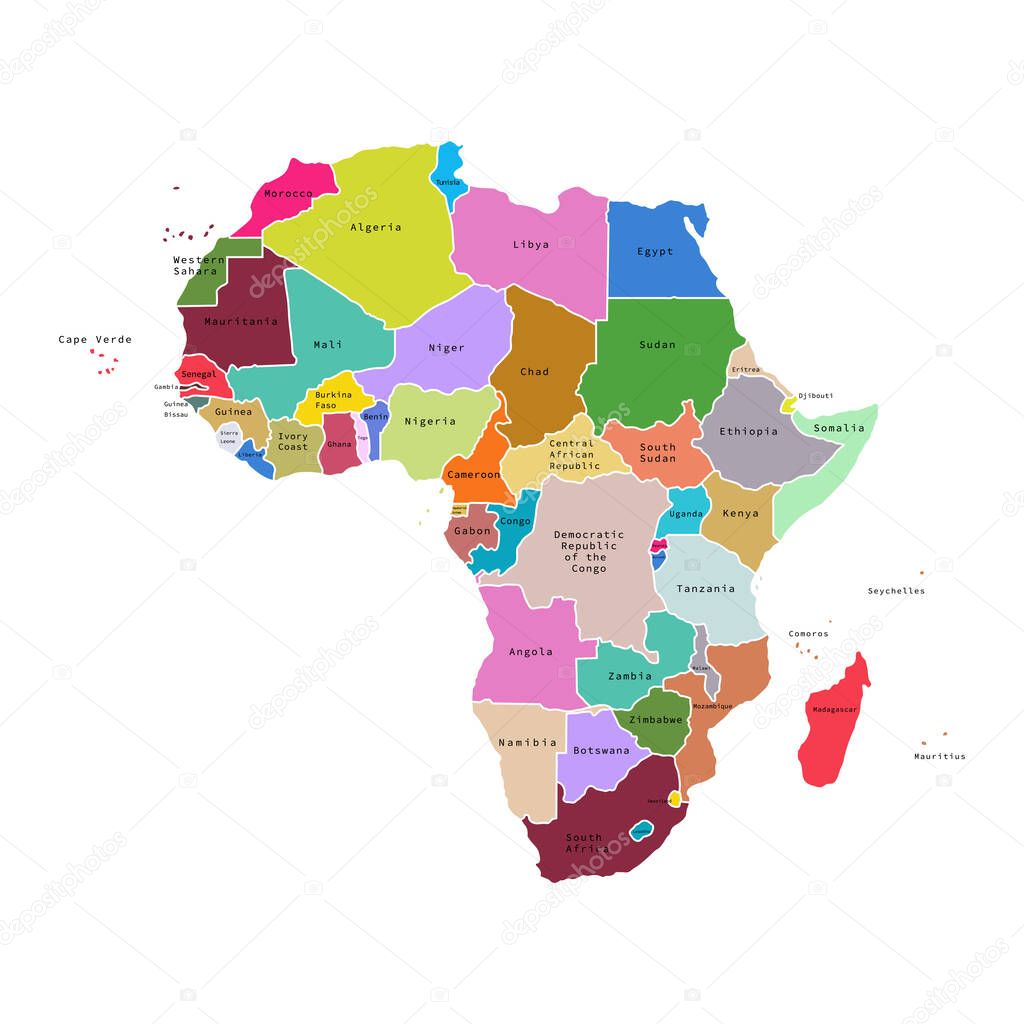 Tunisia
Morocco
Algeria
Libya
Egypt
Western
Sahara
Mauritania
Mali
Niger
Chad
Sudan
Eritrea
Cape Verde
Senegal
Gambia
Guinea
Bissau
Guinea
Sierra
Leone
Liberia
Ivory
Coast
Burkina
Faso
Ghana
Togo
Benin
Nigeria
Cameroon
Central
African
Republic
South
Sudan
Ethiopia
Djibouti
Somalia
Gabon
Congo
Democratic
Republic
of the
Congo
Uganda
Kenya
Tanzania
Seychelles
Comoros
Angola
Zambia
Malawi
Mozambique
Madagascar
Mauritius
Zimbabwe
Namibia
Botswana
Swaziland
South
Africa
depositphotos